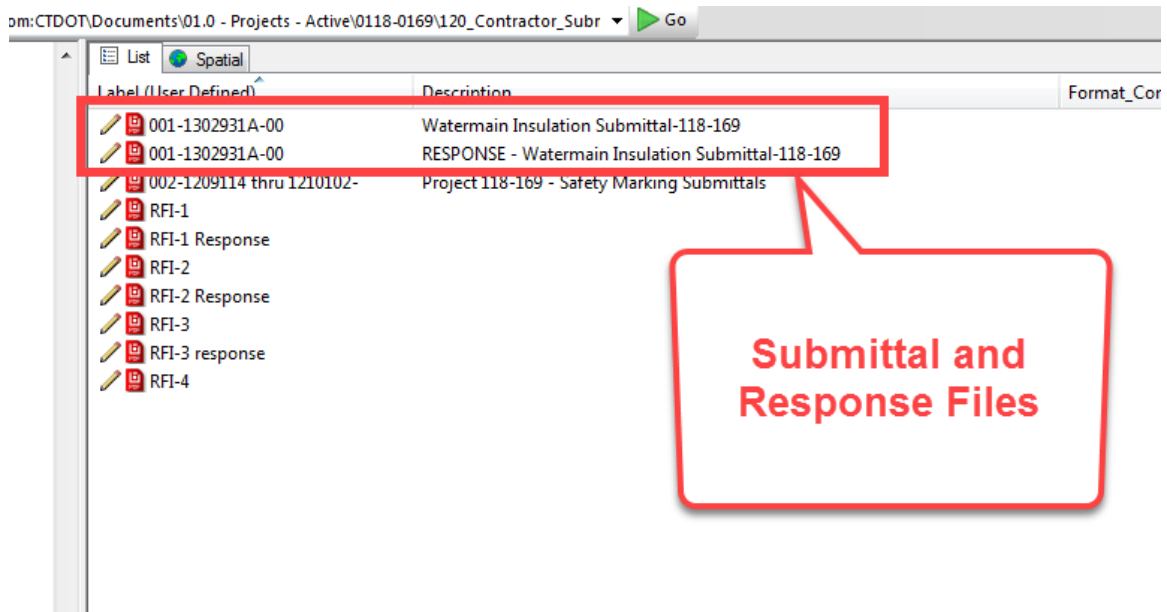 om:CTDOT\Documents\01.0 - Projects - Active\0118-0169\120_Contractor_Subr Go
List Spatial
Label (User Defined) Description Format_Cor
001-1302931A-00 Watermain Insulation Submittal-118-169
001-1302931A-00 RESPONSE - Watermain Insulation Submittal-118-169
002-1209114 thru 1210102- Project 118-169 - Safety Marking Submittals
RFI-1
RFI-1 Response
RFI-2
RFI-2 Response
RFI-3
RFI-3 response
RFI-4
Submittal and
Response Files